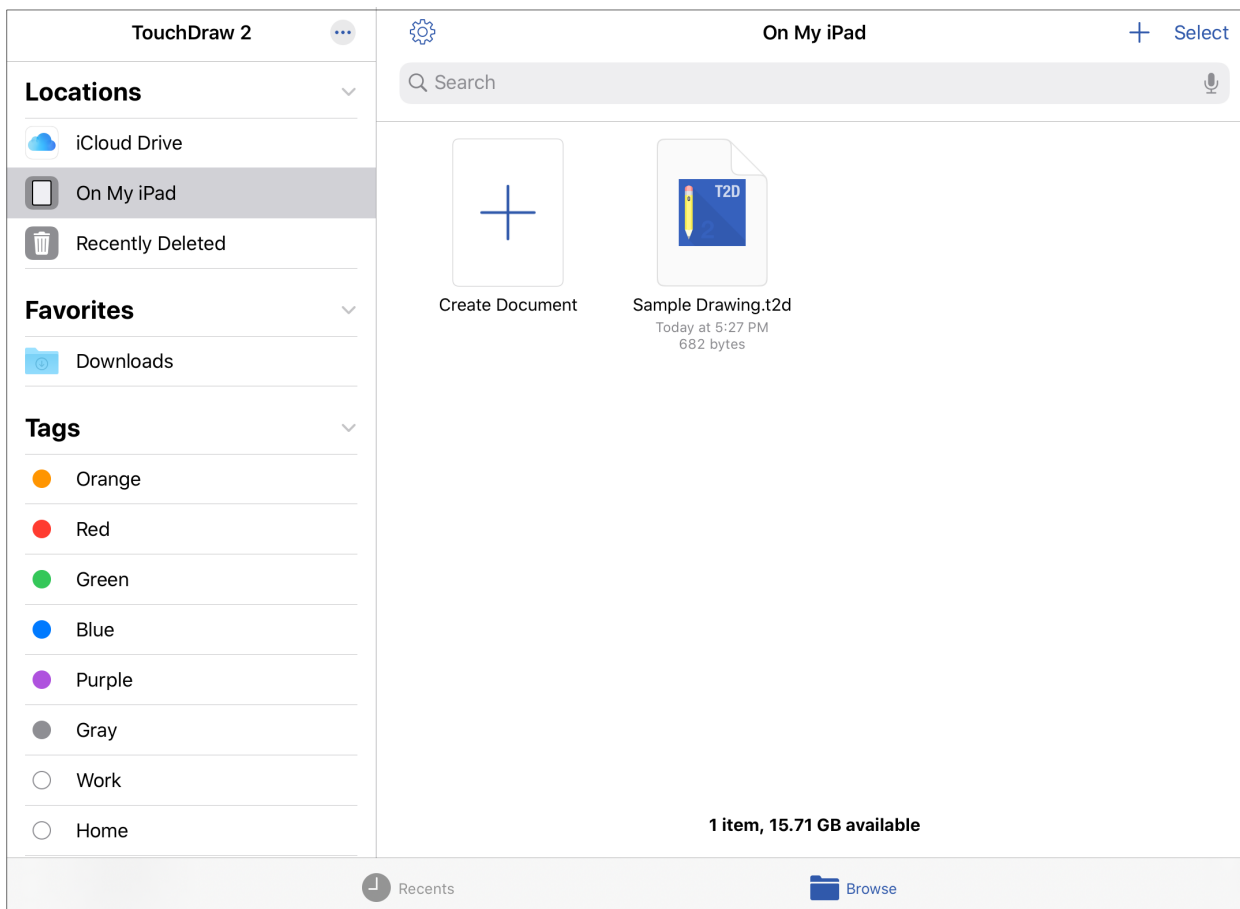 TouchDraw 2
Locations
iCloud Drive
On My iPad
Recently Deleted
Favorites
Downloads
Tags
Orange
Red
Green
Blue
Purple
Gray
Work
Home
On My iPad
Select
Search
T2D
2
Create Document
Sample Drawing.t2d
Today at 5:27 PM
682 bytes
1 item, 15.71 GB available
Recents
Browse